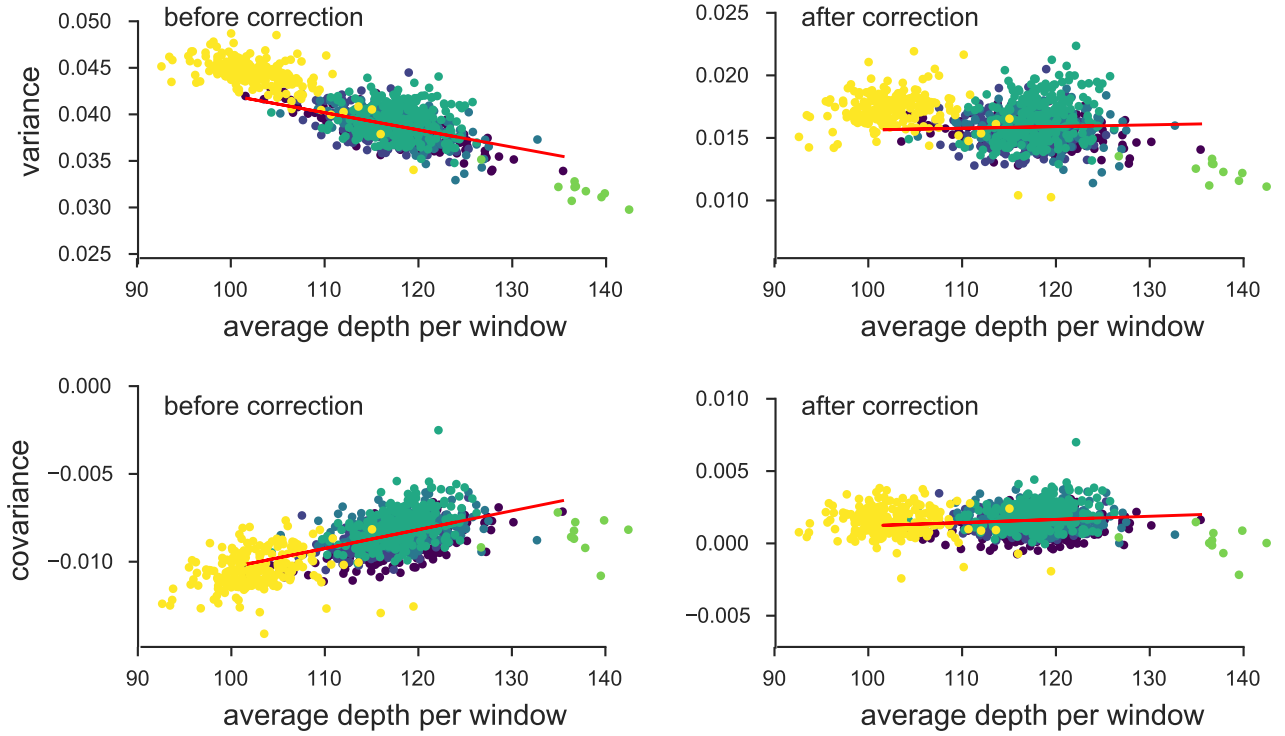 before correction
0.050
0.045
0.040
0.035
0.030
0.025
variance
90 100 110 120 130 140
average depth per window
after correction
0.025
0.020
0.015
0.010
90 100 110 120 130 140
average depth per window
before correction
0.000
−0.005
−0.010
covariance
90 100 110 120 130 140
average depth per window
after correction
0.010
0.005
0.000
−0.005
90 100 110 120 130 140
average depth per window